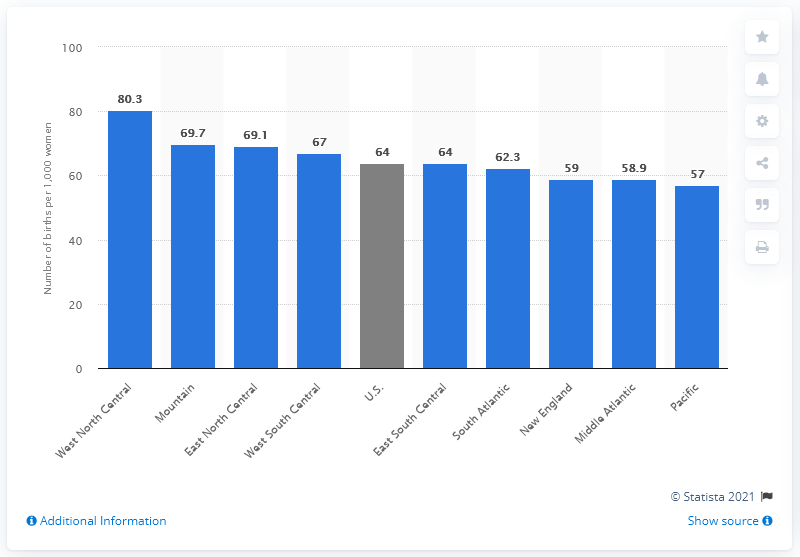 Number of births per 1,000 women
100
80
60
40
20
0
80.3
69.7
69.1
67
64
64
62.3
59
58.9
57
West North Central
Mountain
East North Central
West South Central
U.S.
East South Central
South Atlantic
New England
Middle Atlantic
Pacific
© Statista 2021
Additional Information
Show source